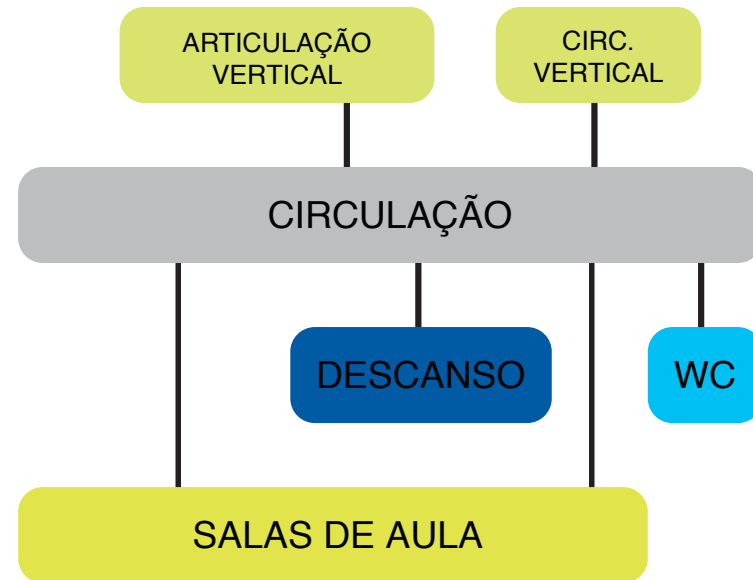 ARTICULAÇÃO
VERTICAL
CIRC.
VERTICAL
CIRCULAÇÃO
DESCANSO
WC
SALAS DE AULA